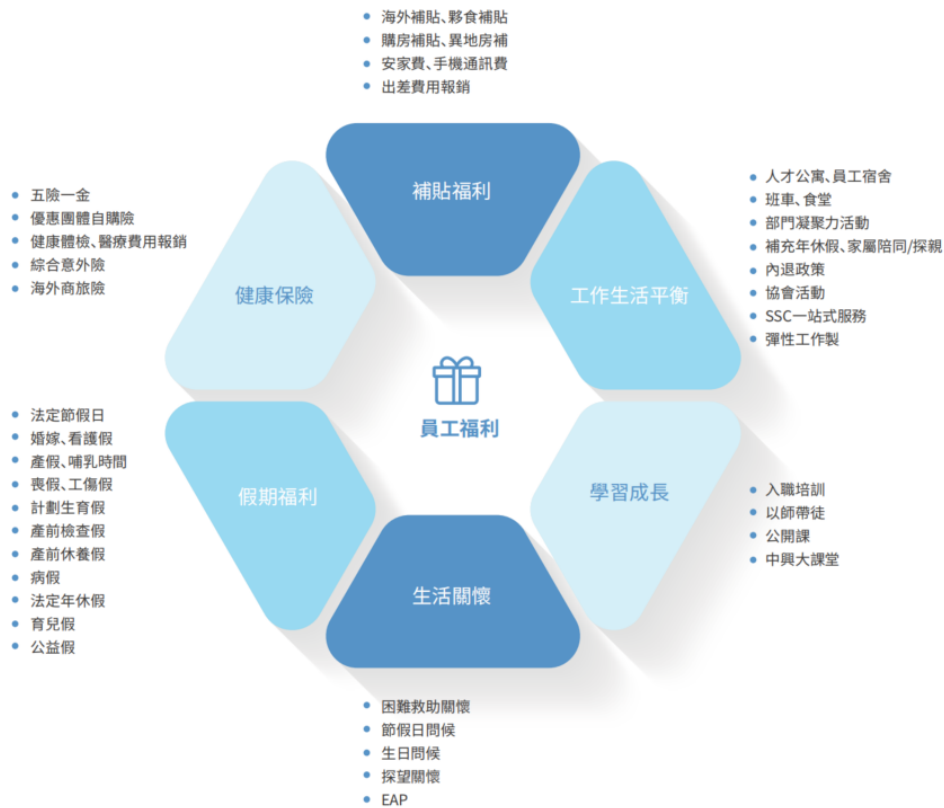 海外補貼、夥食補貼
購房補貼、異地房補
安家費、手機通訊費
出差費用報銷
補貼福利
人才公寓、員工宿舍
班車、食堂
部門凝聚力活動
補充年休假、家屬陪同/探親
內退政策
協會活動
SSC一站式服務
彈性工作製
工作生活平衡
五險一金
優惠團體自購險
健康體檢、醫療費用報銷
綜合意外險
海外商旅險
健康保險
員工福利
法定節假日
婚嫁、看護假
產假、哺乳時間
喪假、工傷假
計劃生育假
產前檢查假
產前休養假
病假
法定年休假
育兒假
公益假
假期福利
學習成長
入職培訓
以師帶徒
公開課
中興大課堂
生活關懷
困難救助關懷
節假日問候
生日問候
探望關懷
EAP